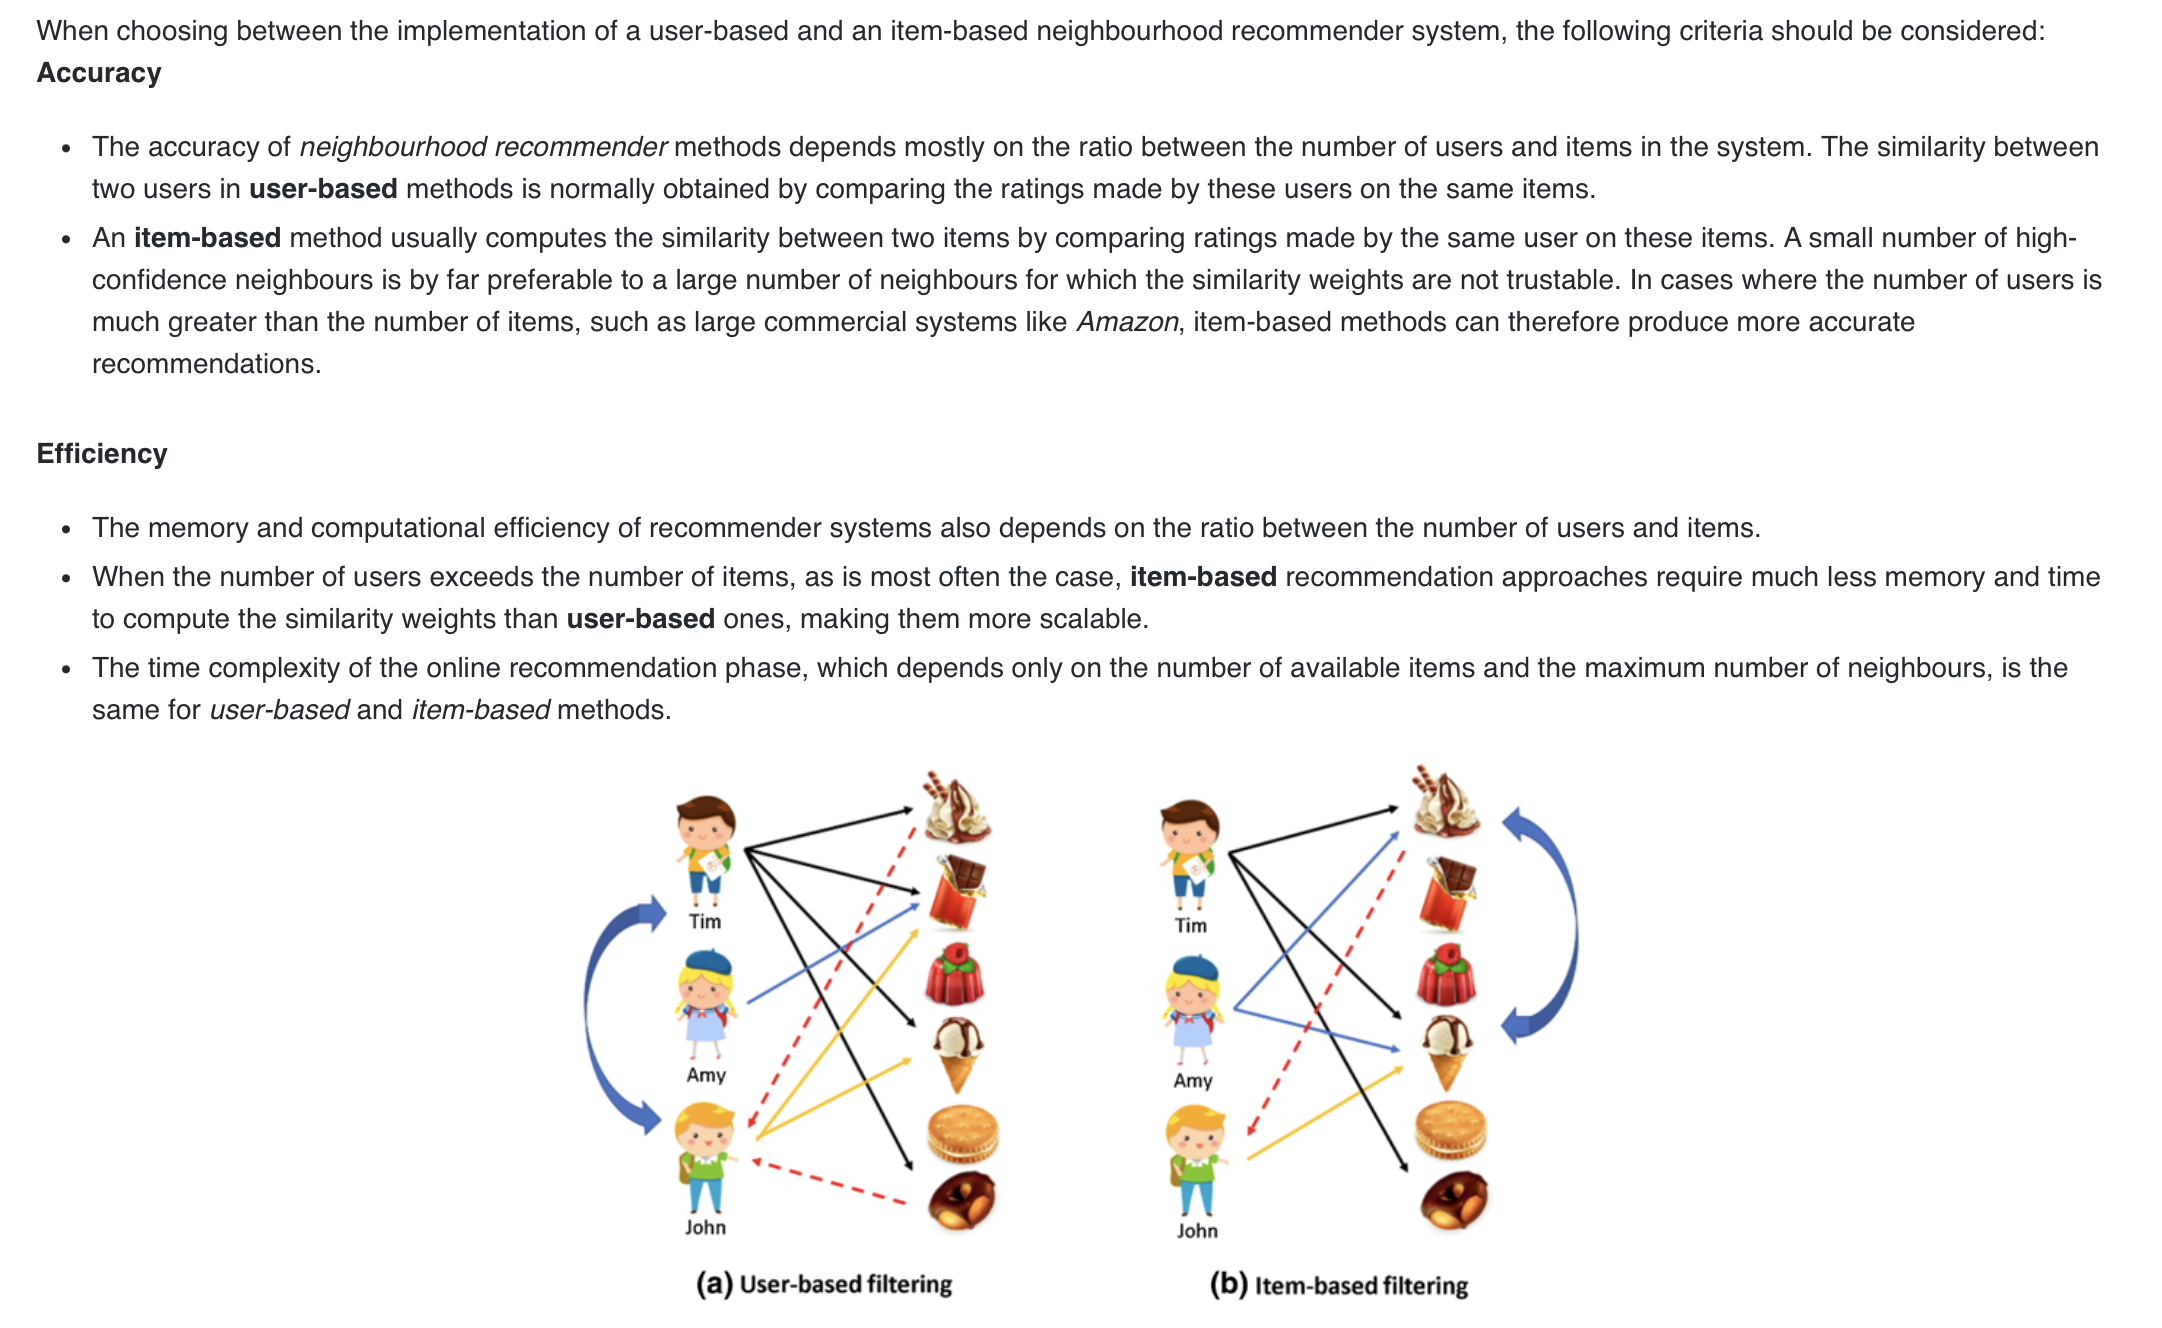 When choosing between the implementation of a user-based and an item-based neighbourhood recommender system, the following criteria should be considered:
Accuracy
• The accuracy of neighbourhood recommender methods depends mostly on the ratio between the number of users and items in the system. The similarity between
two users in user-based methods is normally obtained by comparing the ratings made by these users on the same items.
• An item-based method usually computes the similarity between two items by comparing ratings made by the same user on these items. A small number of high-
confidence neighbours is by far preferable to a large number of neighbours for which the similarity weights are not trustable. In cases where the number of users is
much greater than the number of items, such as large commercial systems like Amazon, item-based methods can therefore produce more accurate
recommendations.
Efficiency
• The memory and computational efficiency of recommender systems also depends on the ratio between the number of users and items.
• When the number of users exceeds the number of items, as is most often the case, item-based recommendation approaches require much less memory and time
to compute the similarity weights than user-based ones, making them more scalable.
• The time complexity of the online recommendation phase, which depends only on the number of available items and the maximum number of neighbours, is the
same for user-based and item-based methods.
Tim
Amy
John
(a) User-based filtering
Tim
Amy
John
(b) Item-based filtering